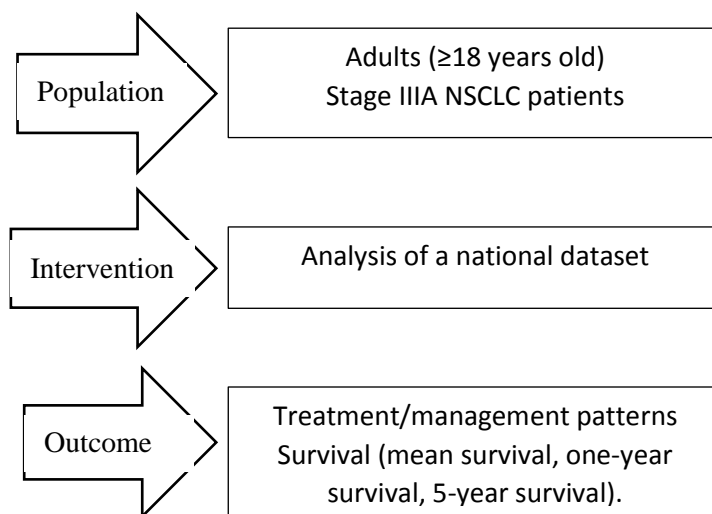 Population
Adults (≥18 years old)
Stage IIIA NSCLC patients
Intervention
Analysis of a national dataset
Outcome
Treatment/management patterns
Survival (mean survival, one-year
survival, 5-year survival).